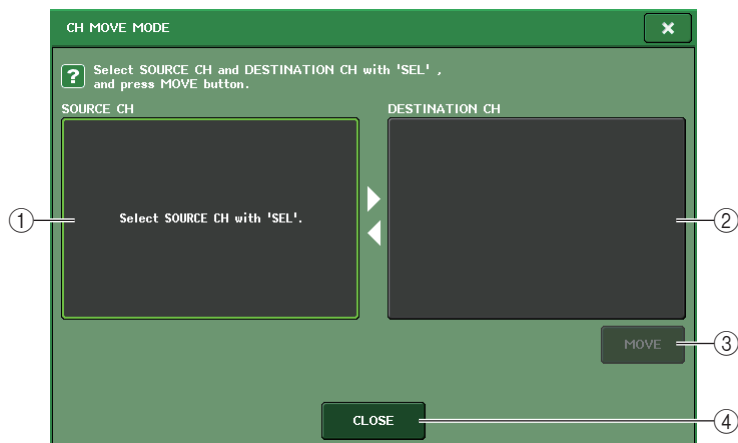 CH MOVE MODE
×
? Select SOURCE CH and DESTINATION CH with 'SEL' ,
and press MOVE button.
SOURCE CH
DESTINATION CH
① Select SOURCE CH with 'SEL'. ②
MOVE ③
CLOSE ④